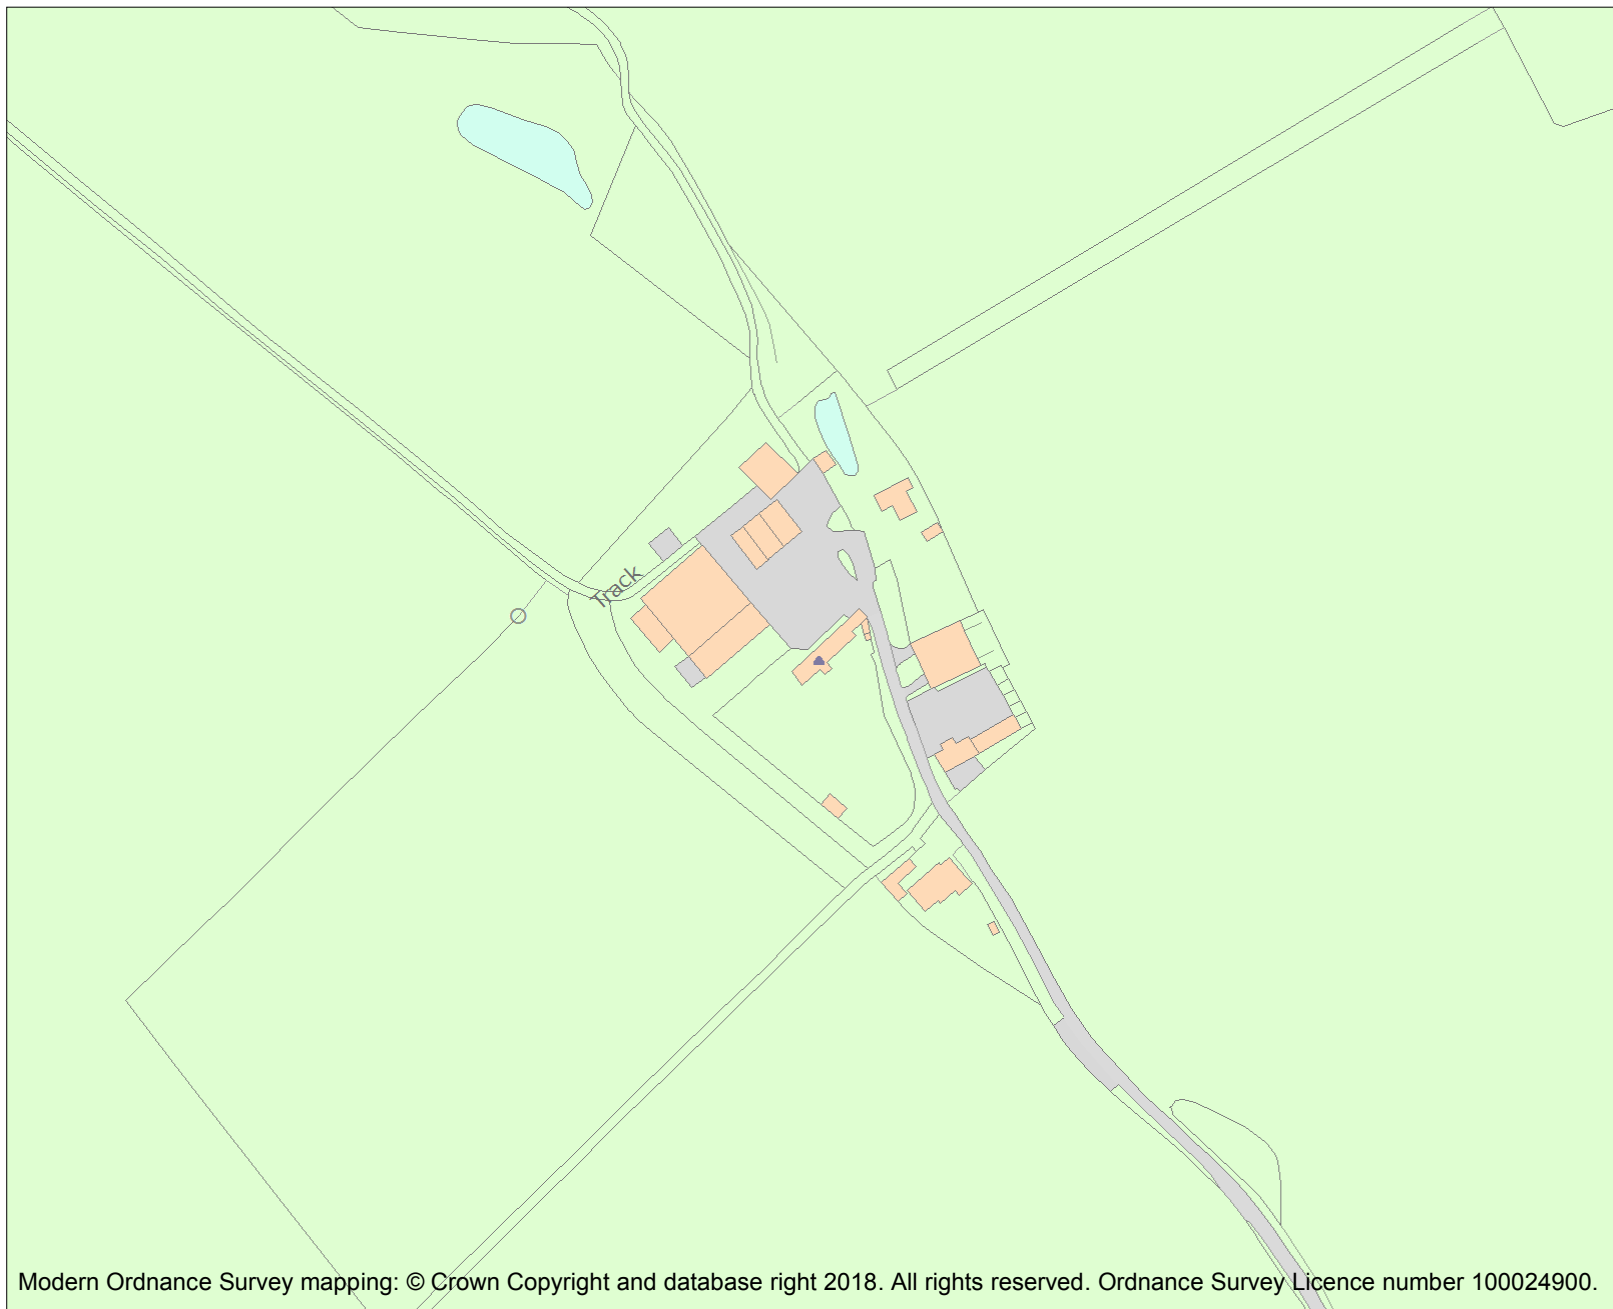 Track
Modern Ordnance Survey mapping: © Crown Copyright and database right 2018. All rights reserved. Ordnance Survey Licence number 100024900.